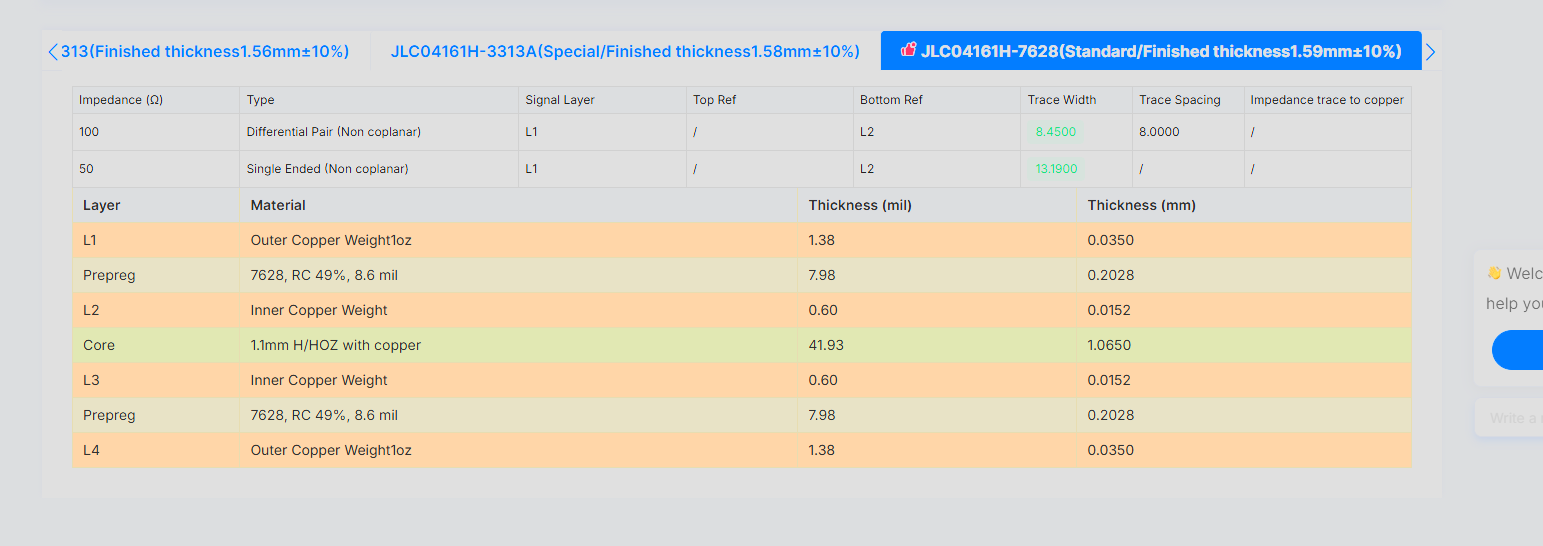 313(Finished thickness1.56mm±10%) JLC04161H-3313A(Special/Finished thickness1.58mm±10%) JLC04161H-7628(Standard/Finished thickness1.59mm±10%)
Impedance (Ω) Type Signal Layer Top Ref Bottom Ref Trace Width Trace Spacing Impedance trace to copper
100 Differential Pair (Non coplanar) L1 / L2 8.4500 8.0000 /
50 Single Ended (Non coplanar) L1 / L2 13.1900 / /
Layer Material Thickness (mil) Thickness (mm)
L1 Outer Copper Weight1oz 1.38 0.0350
Prepreg 7628, RC 49%, 8.6 mil 7.98 0.2028
L2 Inner Copper Weight 0.60 0.0152
Core 1.1mm H/HOZ with copper 41.93 1.0650
L3 Inner Copper Weight 0.60 0.0152
Prepreg 7628, RC 49%, 8.6 mil 7.98 0.2028
L4 Outer Copper Weight1oz 1.38 0.0350
👋 Welc
help you
Write a